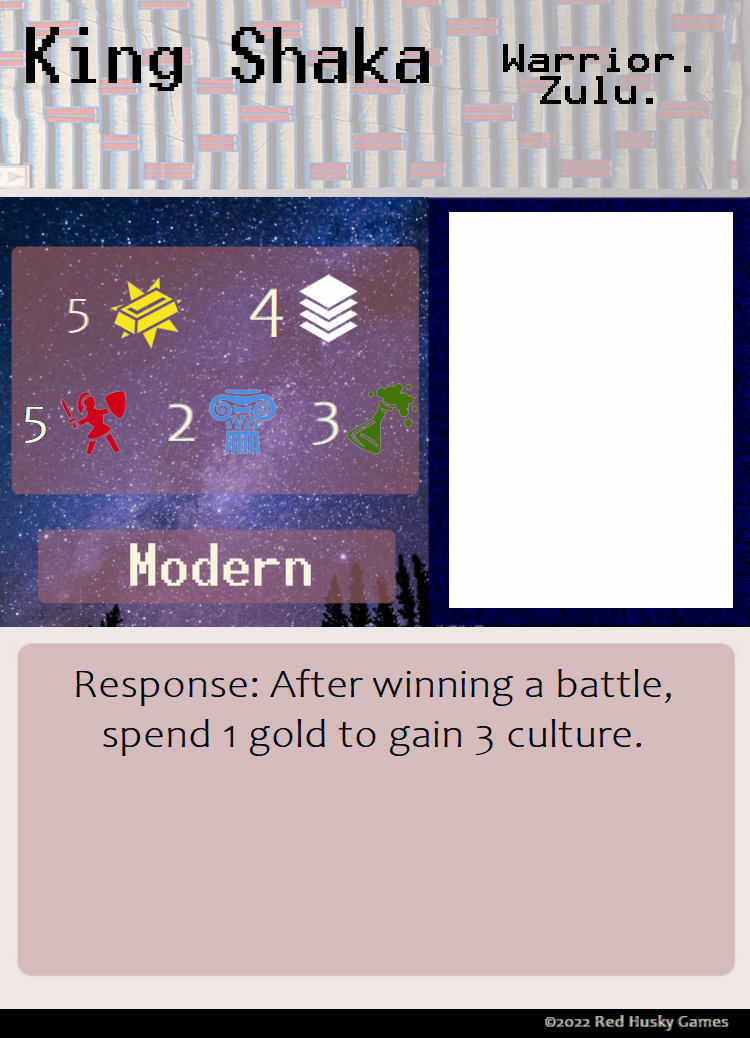 King Shaka
Warrior.
Zulu.
5
4
5
2
3
Modern
Response: After winning a battle,
spend 1 gold to gain 3 culture.
©2022 Red Husky Games